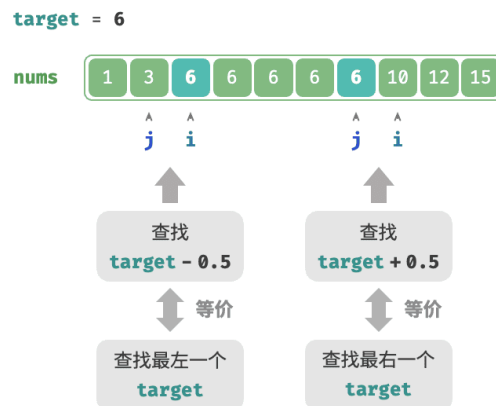 target = 6
nums 1 3 6 6 6 6 6 10 12 15
j i j i
查找 查找
target - 0.5 target + 0.5
等价 等价
查找最左一个 查找最右一个
target target